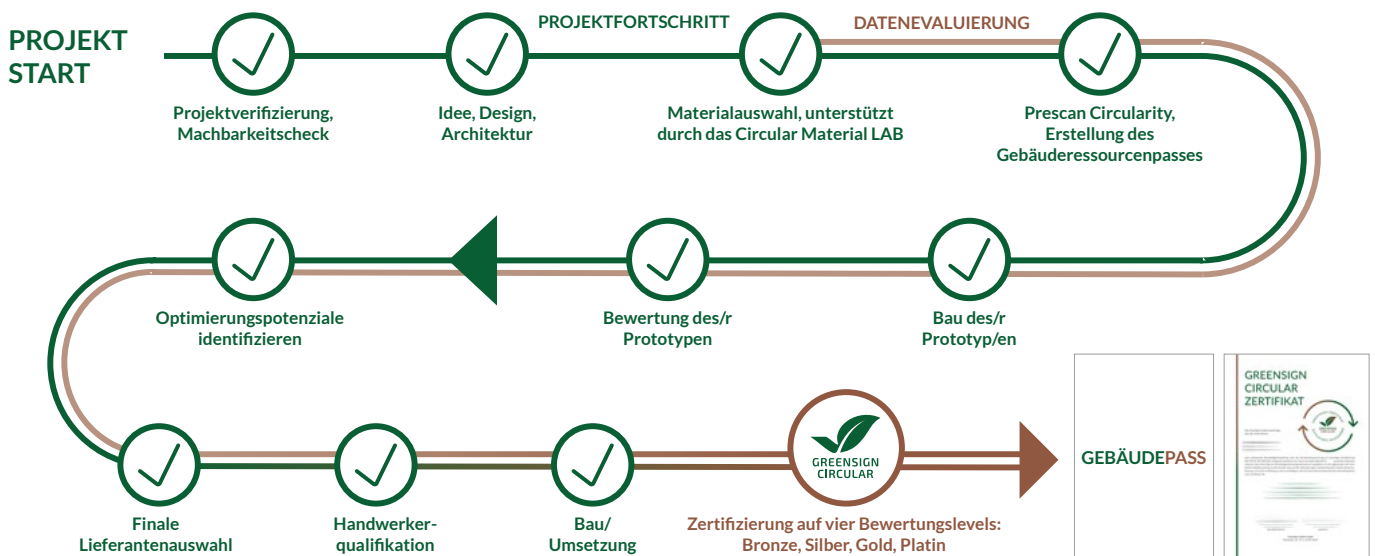 PROJEKT
START
PROJEKTFORTSCHRITT
DATENEVALUIERUNG
Projektverifizierung,
Machbarkeitscheck
Idee, Design,
Architektur
Materialauswahl, unterstützt
durch das Circular Material LAB
Prescan Circularity,
Erstellung des
Gebäuderessourcenpasses
Optimierungspotenziale
identifizieren
Bewertung des/r
Prototypen
Bau des/r
Prototyp/en
Finale
Lieferantenauswahl
Handwerker-
qualifikation
Bau/
Umsetzung
GREENSIGN
CIRCULAR
Zertifizierung auf vier Bewertungslevels:
Bronze, Silber, Gold, Platin
GEBÄUDEPASS
GREENSIGN
CIRCULAR
ZERTIFIKAT